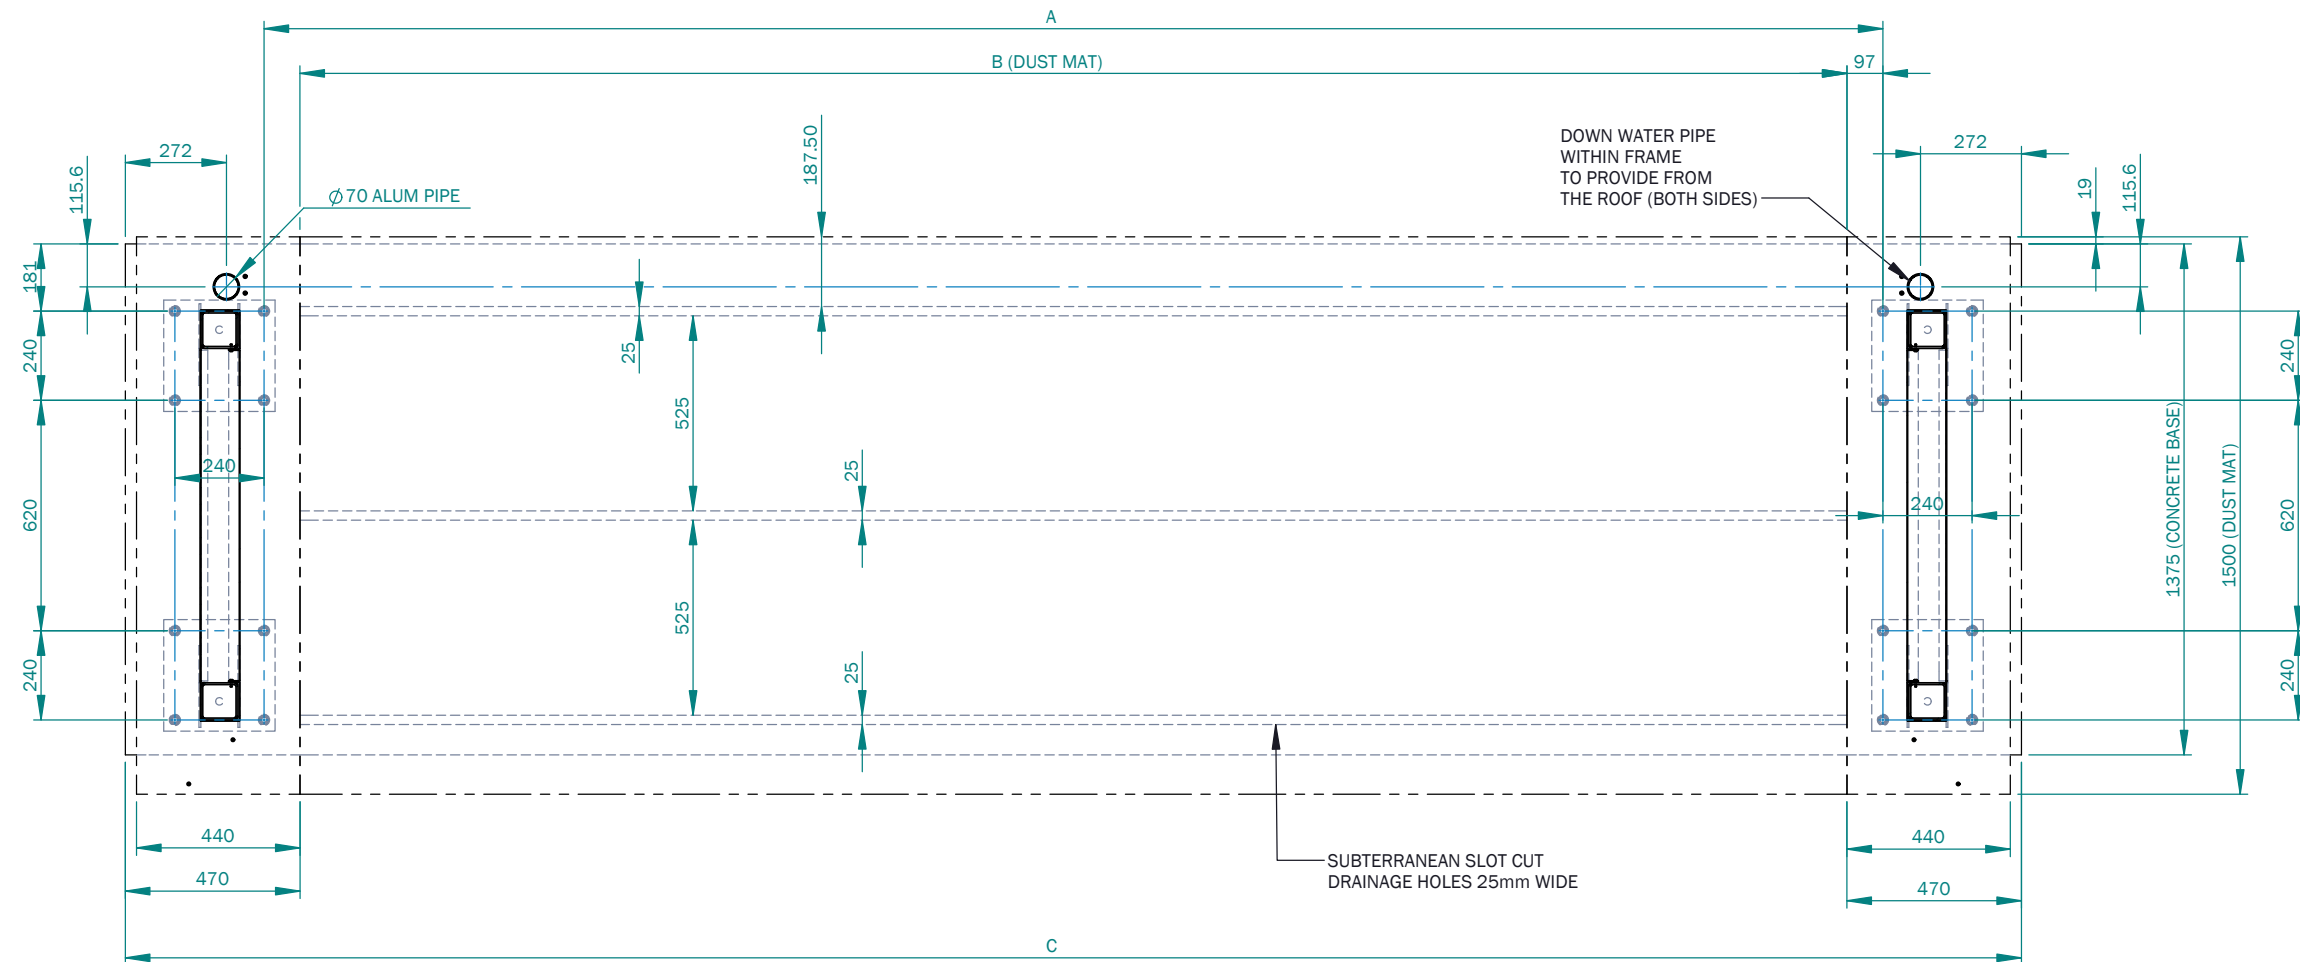 A
B (DUST MAT)
97
272
115.6
Ø70 ALUM PIPE
187.50
DOWN WATER PIPE
WITHIN FRAME
TO PROVIDE FROM
THE ROOF (BOTH SIDES)
272
19
115.6
181
240
620
240
240
C
C
25
525
25
525
25
240
C
C
240
620
240
1375 (CONCRETE BASE)
1500 (DUST MAT)
440
470
SUBTERRANEAN SLOT CUT
DRAINAGE HOLES 25mm WIDE
440
470
C